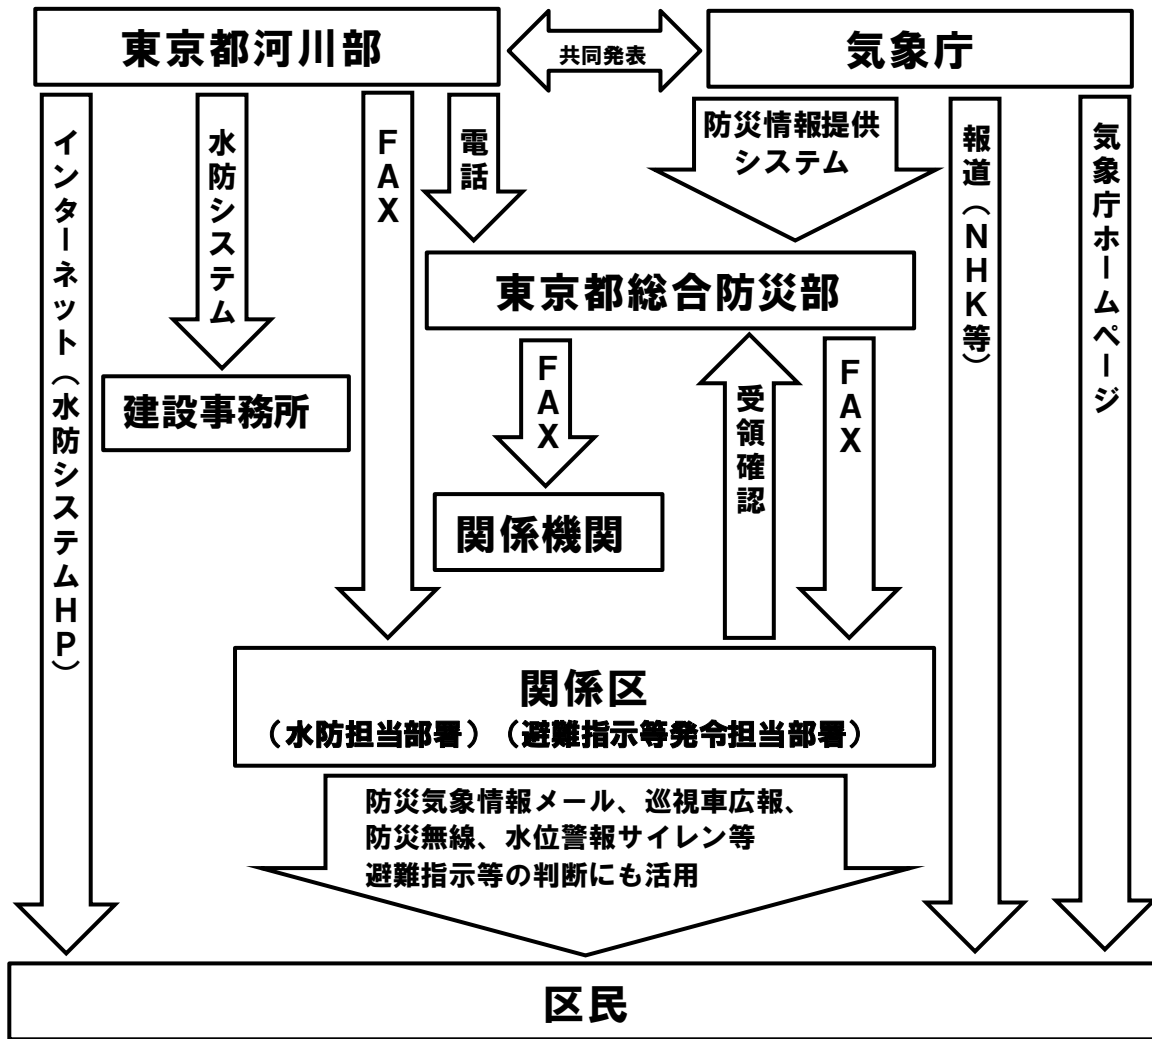 東京都河川部
共同発表
気象庁
インターネット（水防システムHP）
水防システム
FAX
電話
防災情報提供
システム
報道（NHK等）
気象庁ホームページ
東京都総合防災部
建設事務所
FAX
受領確認
FAX
関係機関
関係区
（水防担当部署）（避難指示等発令担当部署）
防災気象情報メール、巡視車広報、
防災無線、水位警報サイレン等
避難指示等の判断にも活用
区民